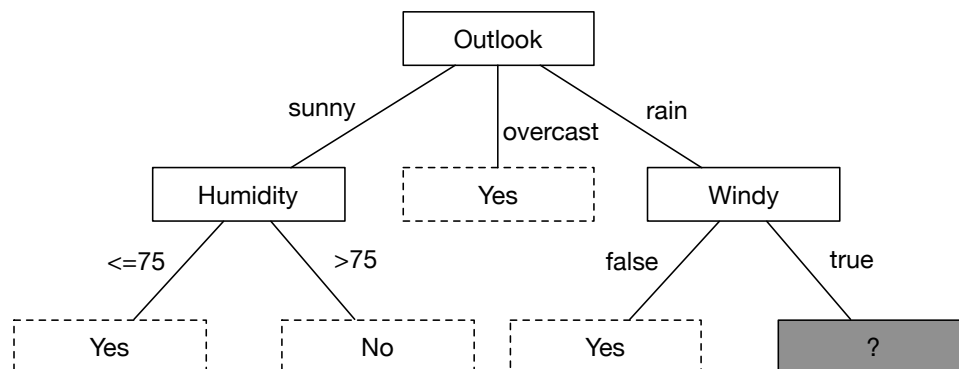 Outlook
sunny
overcast
rain
Humidity
Yes
Windy
<=75
>75
false
true
Yes
No
Yes
?